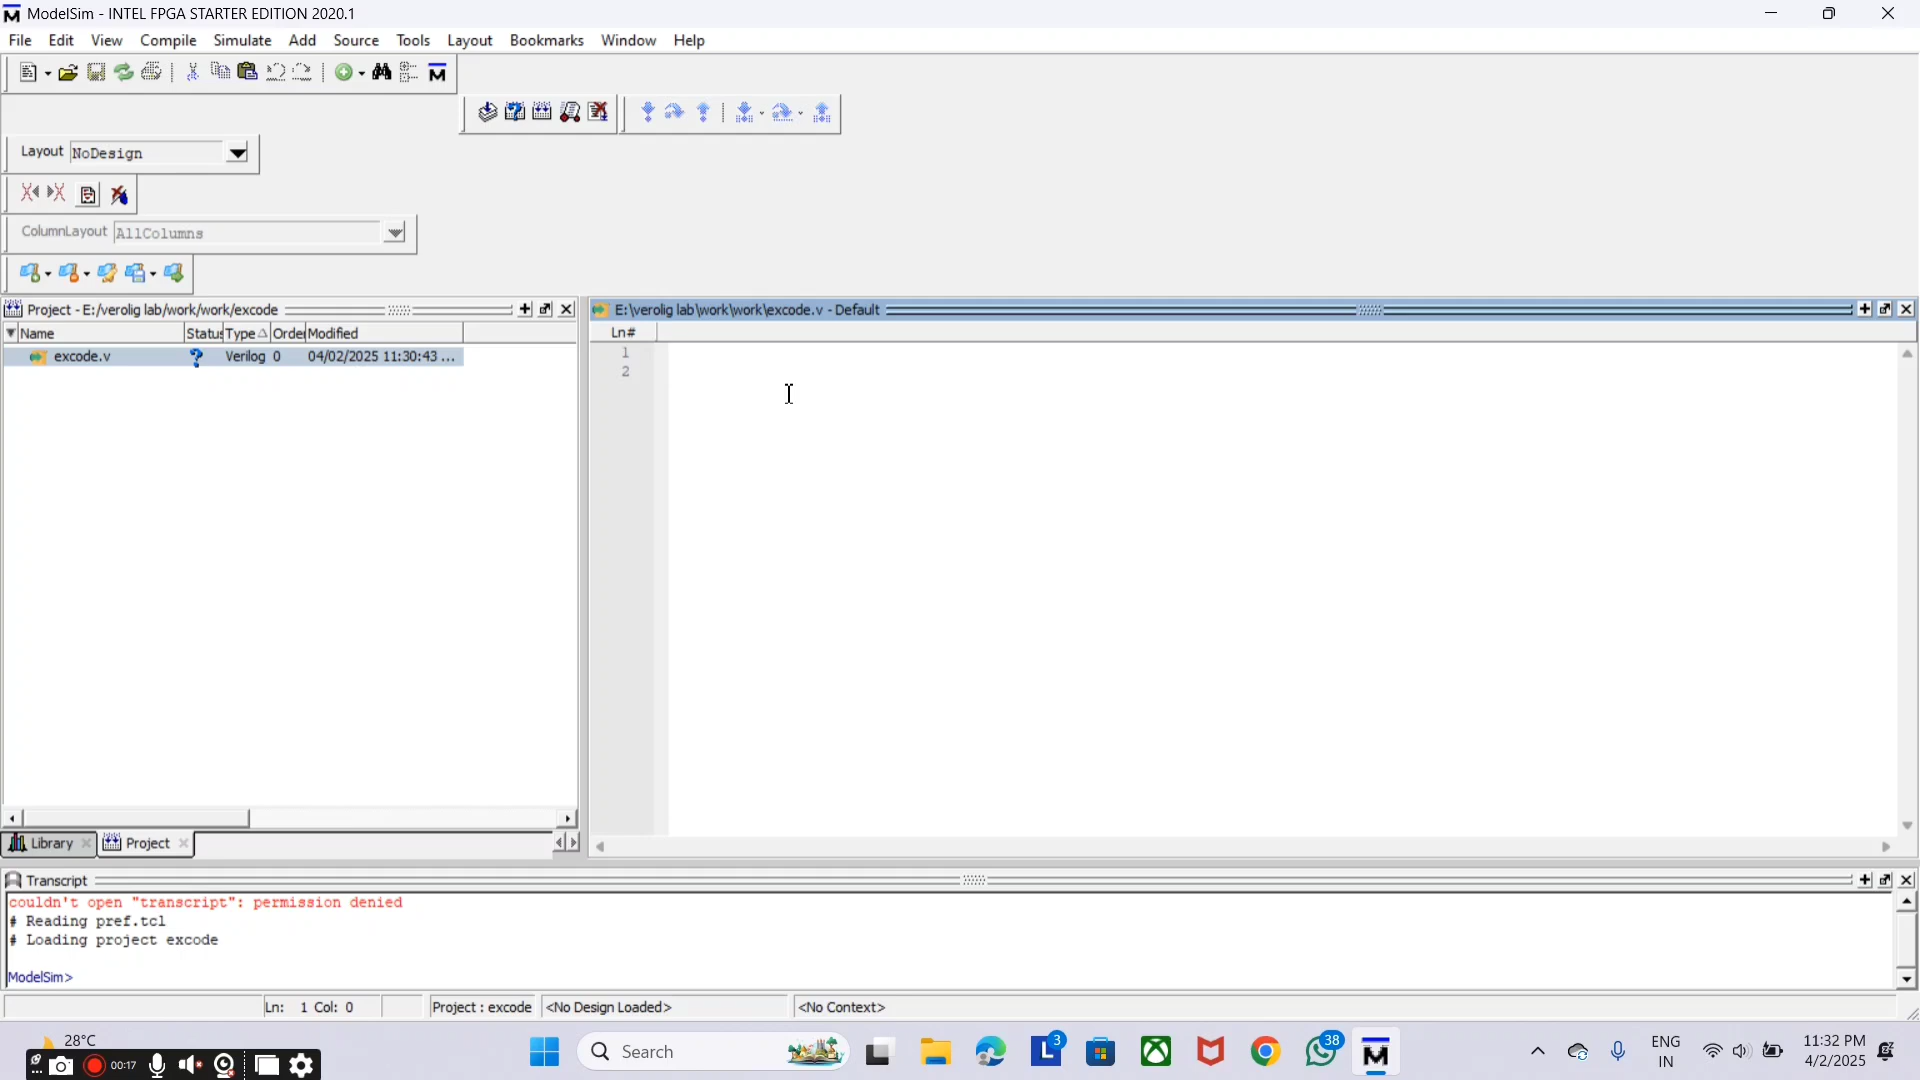 ModelSim - INTEL FPGA STARTER EDITION 2020.1
File Edit View Compile Simulate Add Source Tools Layout Bookmarks Window Help
Layout NoDesign
ColumnLayout AllColumns
Project - E:/verolig lab/work/work/excode
Name Status Type Order Modified
excode.v ? Verilog 0 04/02/2025 11:30:43 ...
Library Project
E:\verolig lab\work\work\excode.v - Default
Ln#
1
2
Transcript
couldn't open "transcript": permission denied
# Reading pref.tcl
# Loading project excode
ModelSim>
Ln: 1 Col: 0 Project : excode <No Design Loaded> <No Context>
28°C
00:17
Search
3
38
ENG
IN
11:32 PM
4/2/2025